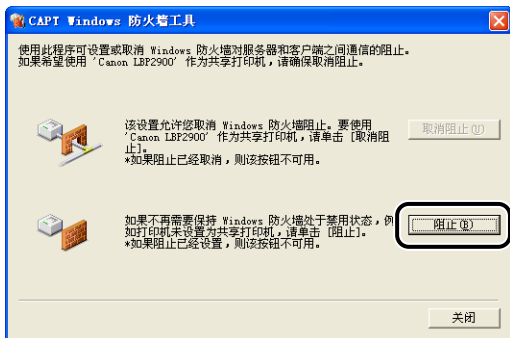 CAPT Windows 防火墙工具
使用此程序可设置或取消 Windows 防火墙对服务器和客户端之间通信的阻止。
如果希望使用 'Canon LBP2900' 作为共享打印机，请确保取消阻止。
该设置允许您取消 Windows 防火墙阻止。要使用
'Canon LBP2900' 作为共享打印机，请单击 [取消阻
止]。
*如果阻止已经取消，则该按钮不可用。
取消阻止(U)
如果不再需要保持 Windows 防火墙处于禁用状态，例
如打印机未设置为共享打印机，请单击 [阻止]。
*如果阻止已经设置，则该按钮不可用。
阻止(B)
关闭